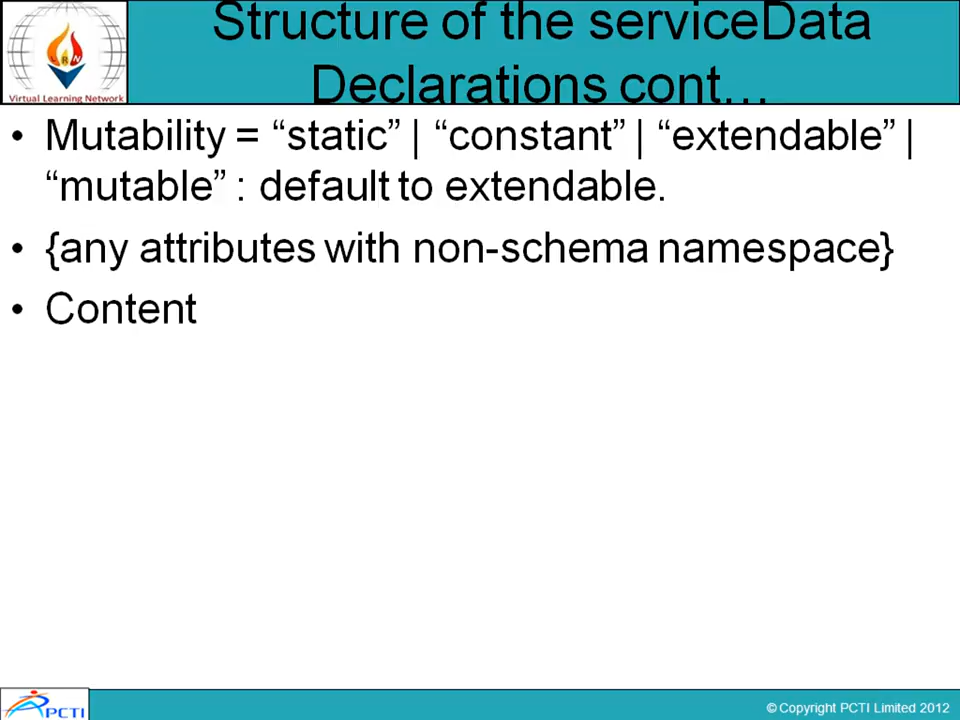 Structure of the serviceData
Declarations cont...
VLN
Virtual Learning Network
• Mutability = “static” | “constant” | “extendable” |
“mutable” : default to extendable.
• {any attributes with non-schema namespace}
• Content
PCTI
© Copyright PCTI Limited 2012